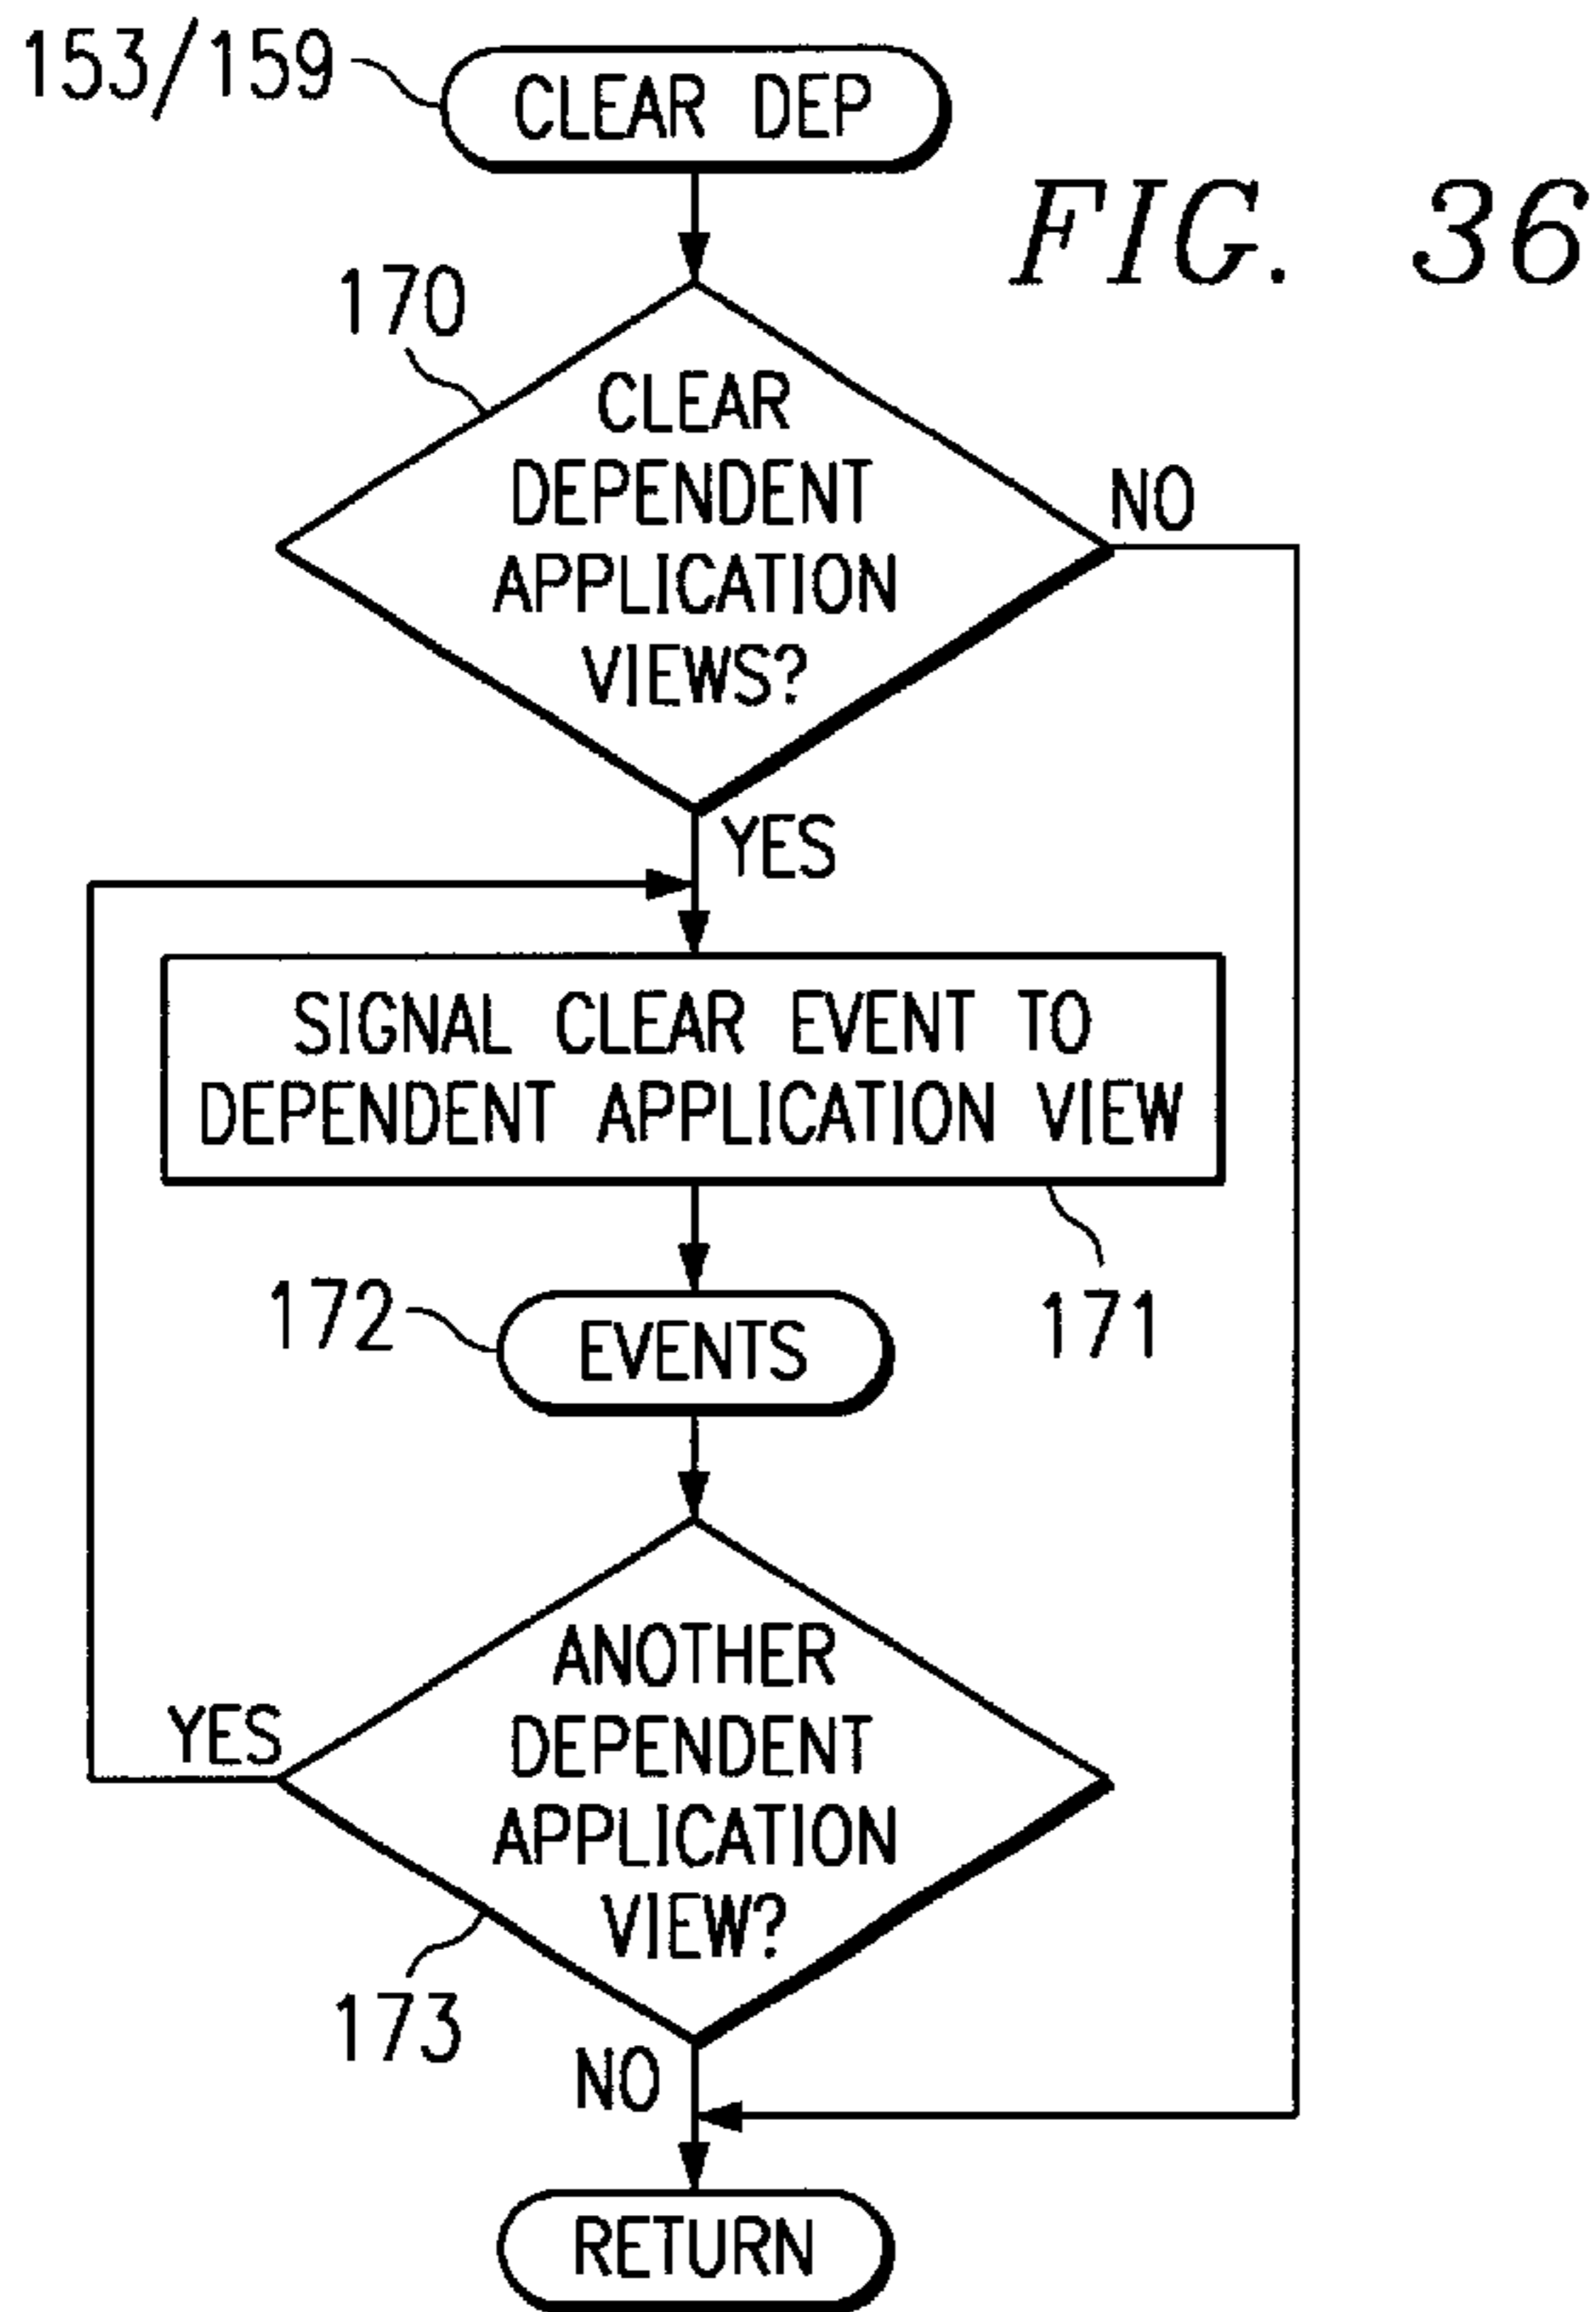 153/159
CLEAR DEP
FIG. 36
170
CLEAR
DEPENDENT
APPLICATION
VIEWS?
NO
YES
SIGNAL CLEAR EVENT TO
DEPENDENT APPLICATION VIEW
172
EVENTS
171
ANOTHER
DEPENDENT
APPLICATION
VIEW?
YES
173
NO
RETURN